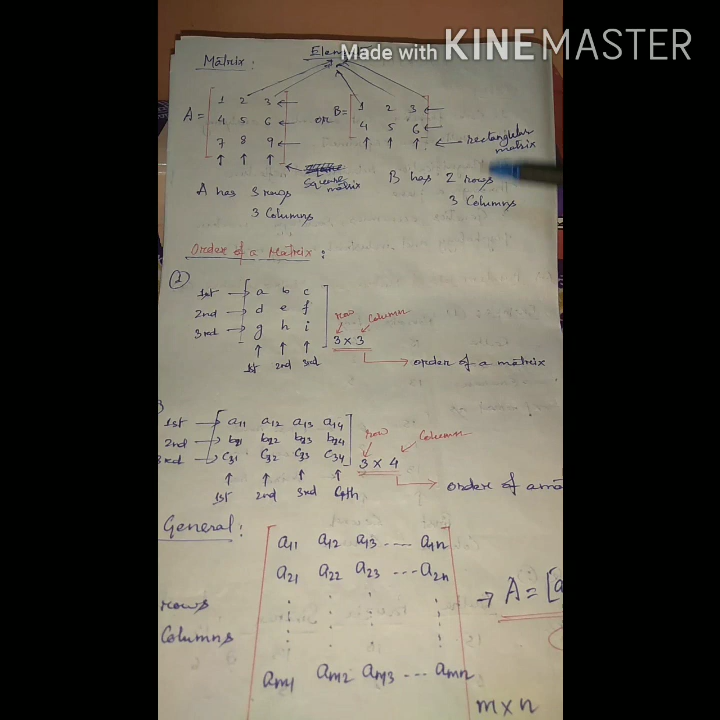 Made with KINEMASTER
Matrix: Elem
A = [ 1 2 3 or B = [ 1 2 3
4 5 6 4 5 6
7 8 9 ← rectangular matrix
← Square matrix
A has 3 rows B has 2 rows
3 Columns 3 Columns
Order of a Matrix:
1
1st → a b c
2nd → d e f
3rd → g h i
row column
3 × 3
1st 2nd 3rd → order of a matrix
1st → a11 a12 a13 a14
2nd → b21 b22 b23 b24
3rd → c31 c32 c33 c34
row column
3 × 4
1st 2nd 3rd 4th → order of a
General:
a11 a12 a13 ---- a1n
a21 a22 a23 --- a2n
→ A = [a
rows
Columns
am1 am2 am3 --- amn
m×n